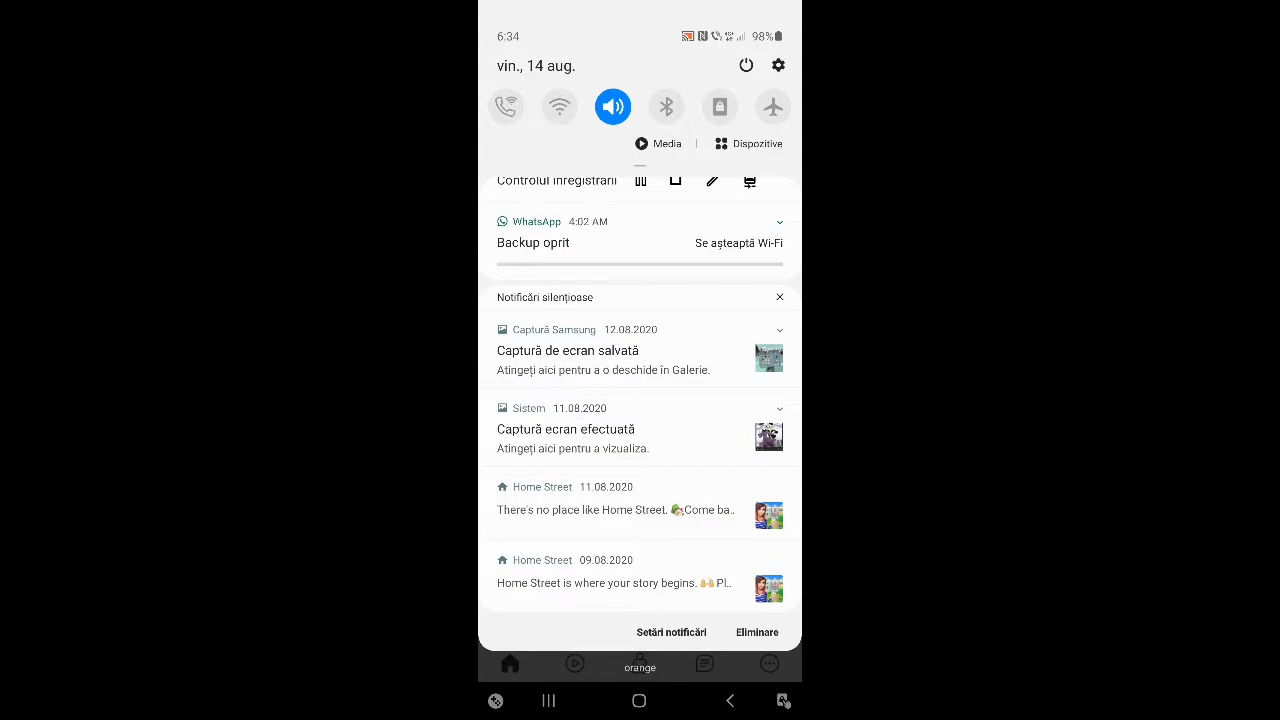 6:34 98%
vin., 14 aug.
Media | Dispozitive
Controlul înregistrării
WhatsApp 4:02 AM
Backup oprit Se așteaptă Wi-Fi
Notificări silențioase
Captură Samsung 12.08.2020
Captură de ecran salvată
Atingeți aici pentru a o deschide în Galerie.
Sistem 11.08.2020
Captură ecran efectuată
Atingeți aici pentru a vizualiza.
Home Street 11.08.2020
There's no place like Home Street. 🏡Come ba..
Home Street 09.08.2020
Home Street is where your story begins. 🙌 Pl..
Setări notificări Eliminare
orange